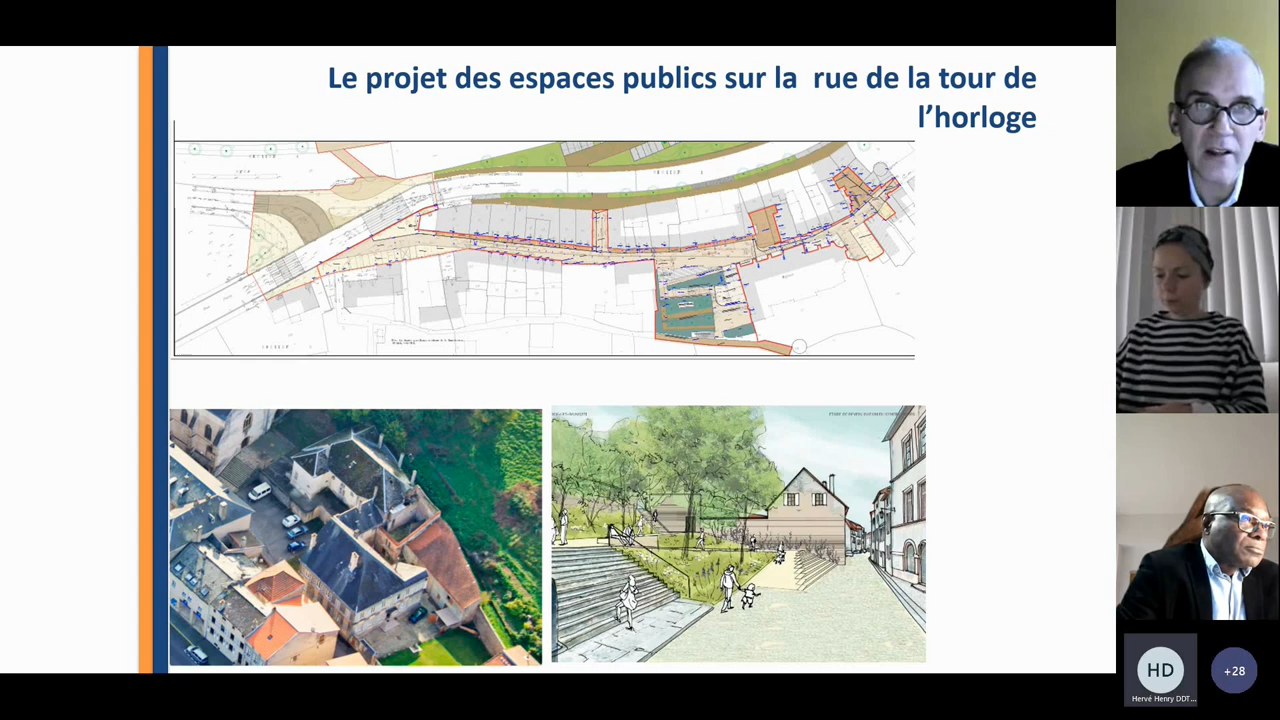 Le projet des espaces publics sur la rue de la tour de
l'horloge
HD
+28
Hervé Henry DDT...